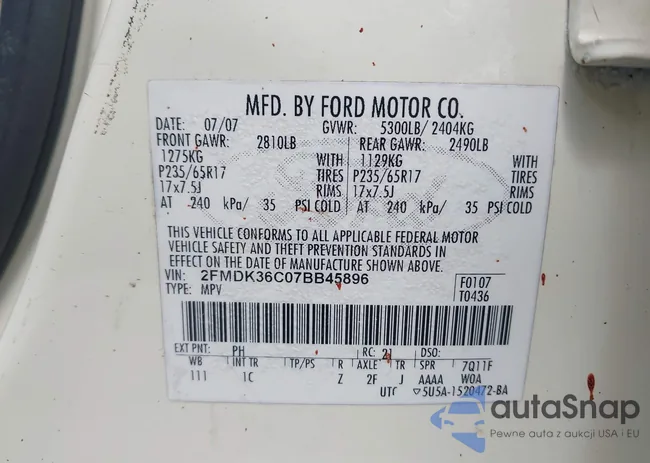 MFD. BY FORD MOTOR CO.
DATE: 07/07 GVWR: 5300LB/ 2404KG
FRONT GAWR: 2810LB REAR GAWR: 2490LB
1275KG 1129KG
P235/65R17 TIRES P235/65R17 TIRES
17x7.5J RIMS 17x7.5J RIMS
AT 240 kPa/ 35 PSI COLD AT 240 kPa/ 35 PSI COLD
THIS VEHICLE CONFORMS TO ALL APPLICABLE FEDERAL MOTOR
VEHICLE SAFETY AND THEFT PREVENTION STANDARDS IN
EFFECT ON THE DATE OF MANUFACTURE SHOWN ABOVE.
VIN: 2FMDK36C07BB45896 F0107
TYPE: MPV T0436
EXT PNT: PH RC: 21 DSO:
WB INT TR TP/PS R AXLE TR SPR 7Q11F
111 1C Z 2F J AAAA W0A
UTC ▽5U5A-1520472-BA
autaSnap
Pewne auta z aukcji USA i EU